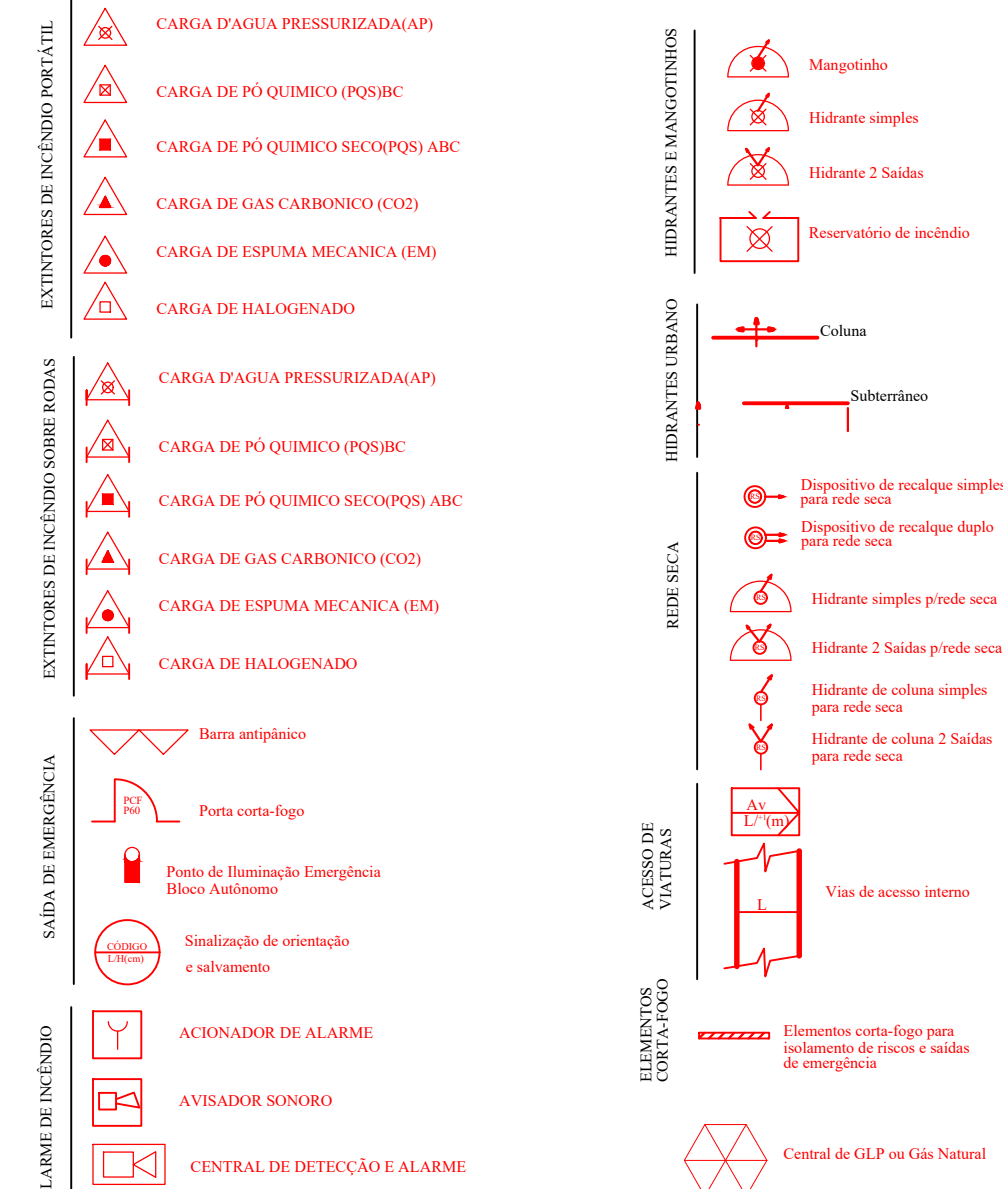 EXTINTORES DE INCÊNDIO PORTÁTIL
CARGA D'AGUA PRESSURIZADA(AP)
CARGA DE PÓ QUIMICO (PQS)BC
CARGA DE PÓ QUIMICO SECO(PQS) ABC
CARGA DE GAS CARBONICO (CO2)
CARGA DE ESPUMA MECANICA (EM)
CARGA DE HALOGENADO
EXTINTORES DE INCÊNDIO SOBRE RODAS
CARGA D'AGUA PRESSURIZADA(AP)
CARGA DE PÓ QUIMICO (PQS)BC
CARGA DE PÓ QUIMICO SECO(PQS) ABC
CARGA DE GAS CARBONICO (CO2)
CARGA DE ESPUMA MECANICA (EM)
CARGA DE HALOGENADO
SAÍDA DE EMERGÊNCIA
Barra antipânico
PCF
P60
Porta corta-fogo
Ponto de Iluminação Emergência
Bloco Autônomo
CÓDIGO
L/H(cm)
Sinalização de orientação
e salvamento
LARME DE INCÊNDIO
ACIONADOR DE ALARME
AVISADOR SONORO
CENTRAL DE DETECÇÃO E ALARME
HIDRANTES E MANGOTINHOS
Mangotinho
Hidrante simples
Hidrante 2 Saídas
Reservatório de incêndio
HIDRANTES URBANO
Coluna
Subterrâneo
REDE SECA
RS
Dispositivo de recalque simples
para rede seca
RS
Dispositivo de recalque duplo
para rede seca
RS
Hidrante simples p/rede seca
RS
Hidrante 2 Saídas p/rede seca
RS
Hidrante de coluna simples
para rede seca
RS
Hidrante de coluna 2 Saídas
para rede seca
ACESSO DE
VIATURAS
Av
L/+1(m)
L
Vias de acesso interno
ELEMENTOS
CORTA-FOGO
Elementos corta-fogo para
isolamento de riscos e saídas
de emergência
Central de GLP ou Gás Natural